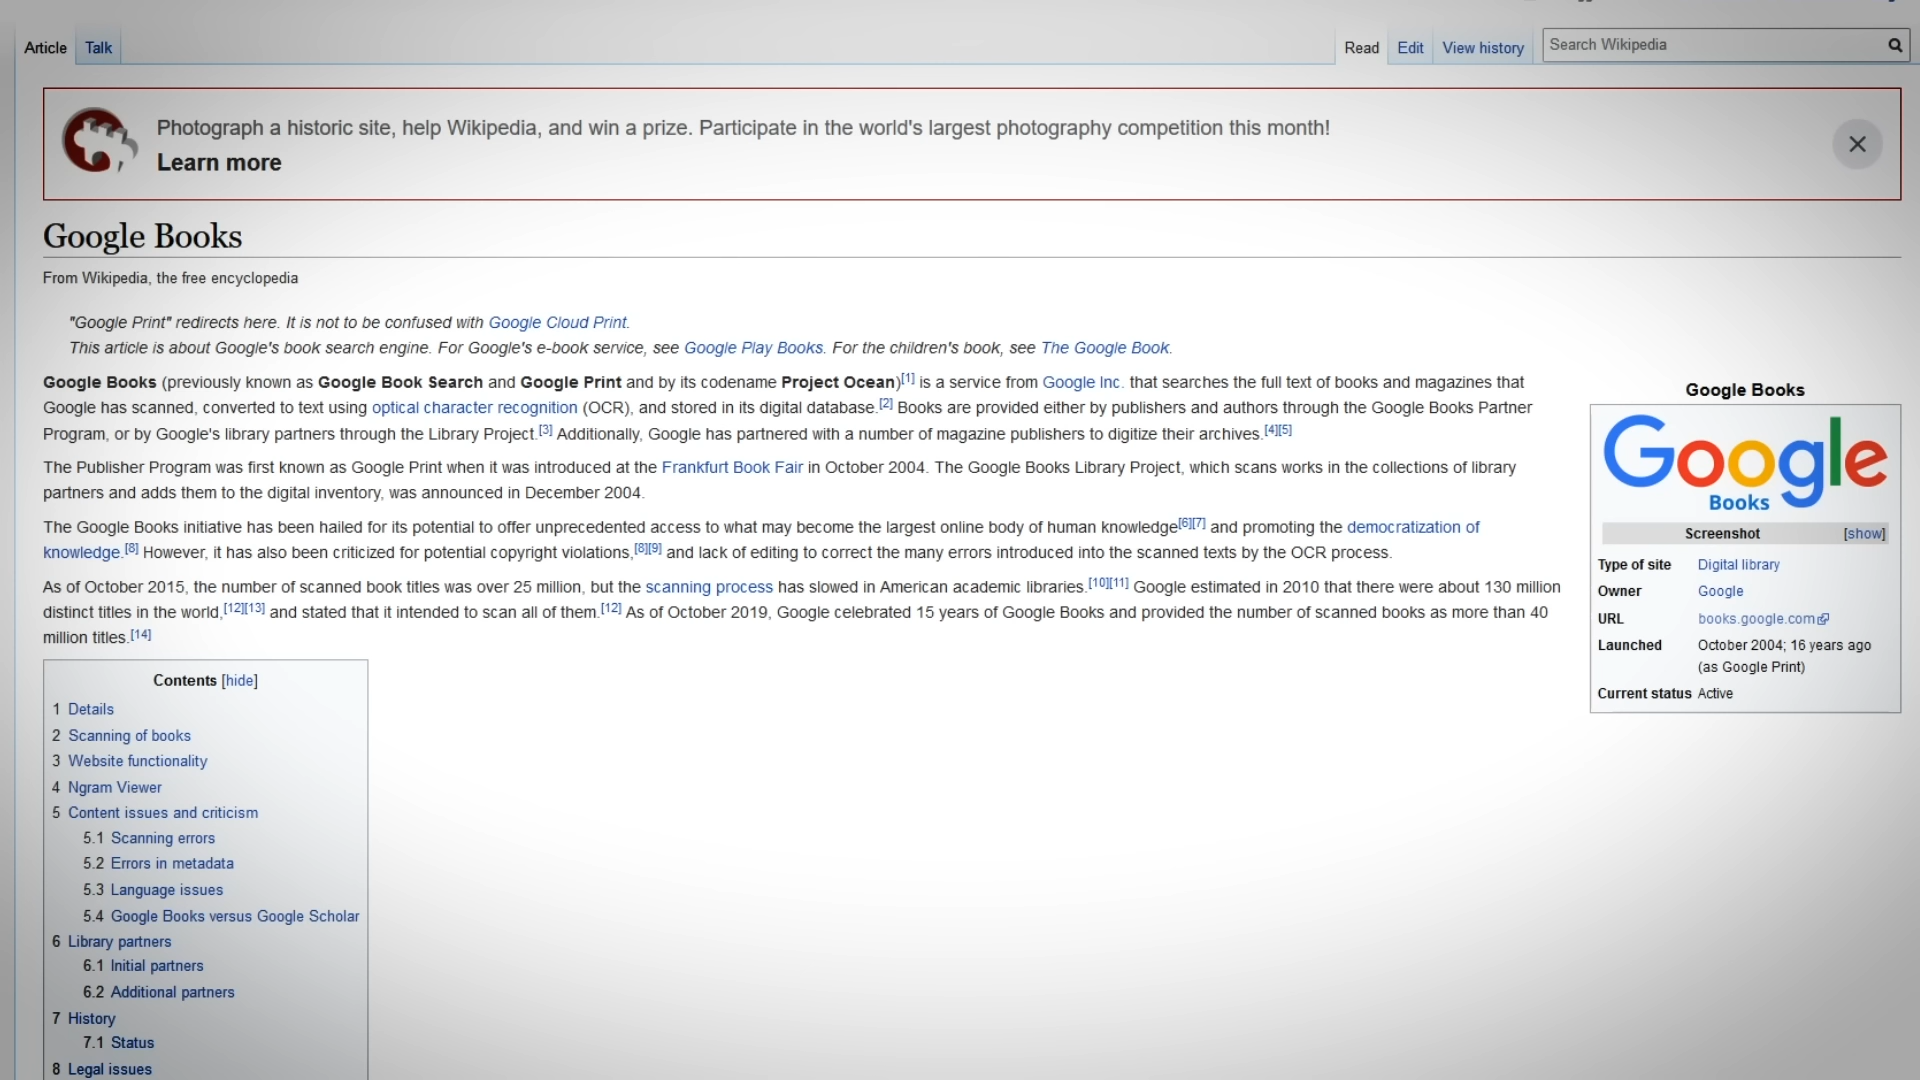 Article Talk Read Edit View history Search Wikipedia
Photograph a historic site, help Wikipedia, and win a prize. Participate in the world's largest photography competition this month!
Learn more
Google Books
From Wikipedia, the free encyclopedia
"Google Print" redirects here. It is not to be confused with Google Cloud Print.
This article is about Google's book search engine. For Google's e-book service, see Google Play Books. For the children's book, see The Google Book.
Google Books (previously known as Google Book Search and Google Print and by its codename Project Ocean)[1] is a service from Google Inc. that searches the full text of books and magazines that
Google has scanned, converted to text using optical character recognition (OCR), and stored in its digital database.[2] Books are provided either by publishers and authors through the Google Books Partner
Program, or by Google's library partners through the Library Project.[3] Additionally, Google has partnered with a number of magazine publishers to digitize their archives.[4][5]
The Publisher Program was first known as Google Print when it was introduced at the Frankfurt Book Fair in October 2004. The Google Books Library Project, which scans works in the collections of library
partners and adds them to the digital inventory, was announced in December 2004.
The Google Books initiative has been hailed for its potential to offer unprecedented access to what may become the largest online body of human knowledge[6][7] and promoting the democratization of
knowledge.[8] However, it has also been criticized for potential copyright violations,[8][9] and lack of editing to correct the many errors introduced into the scanned texts by the OCR process.
As of October 2015, the number of scanned book titles was over 25 million, but the scanning process has slowed in American academic libraries.[10][11] Google estimated in 2010 that there were about 130 million
distinct titles in the world,[12][13] and stated that it intended to scan all of them.[12] As of October 2019, Google celebrated 15 years of Google Books and provided the number of scanned books as more than 40
million titles.[14]
Google Books
Google
Books
Screenshot [show]
Type of site Digital library
Owner Google
URL books.google.com
Launched October 2004; 16 years ago
(as Google Print)
Current status Active
Contents [hide]
1 Details
2 Scanning of books
3 Website functionality
4 Ngram Viewer
5 Content issues and criticism
5.1 Scanning errors
5.2 Errors in metadata
5.3 Language issues
5.4 Google Books versus Google Scholar
6 Library partners
6.1 Initial partners
6.2 Additional partners
7 History
7.1 Status
8 Legal issues